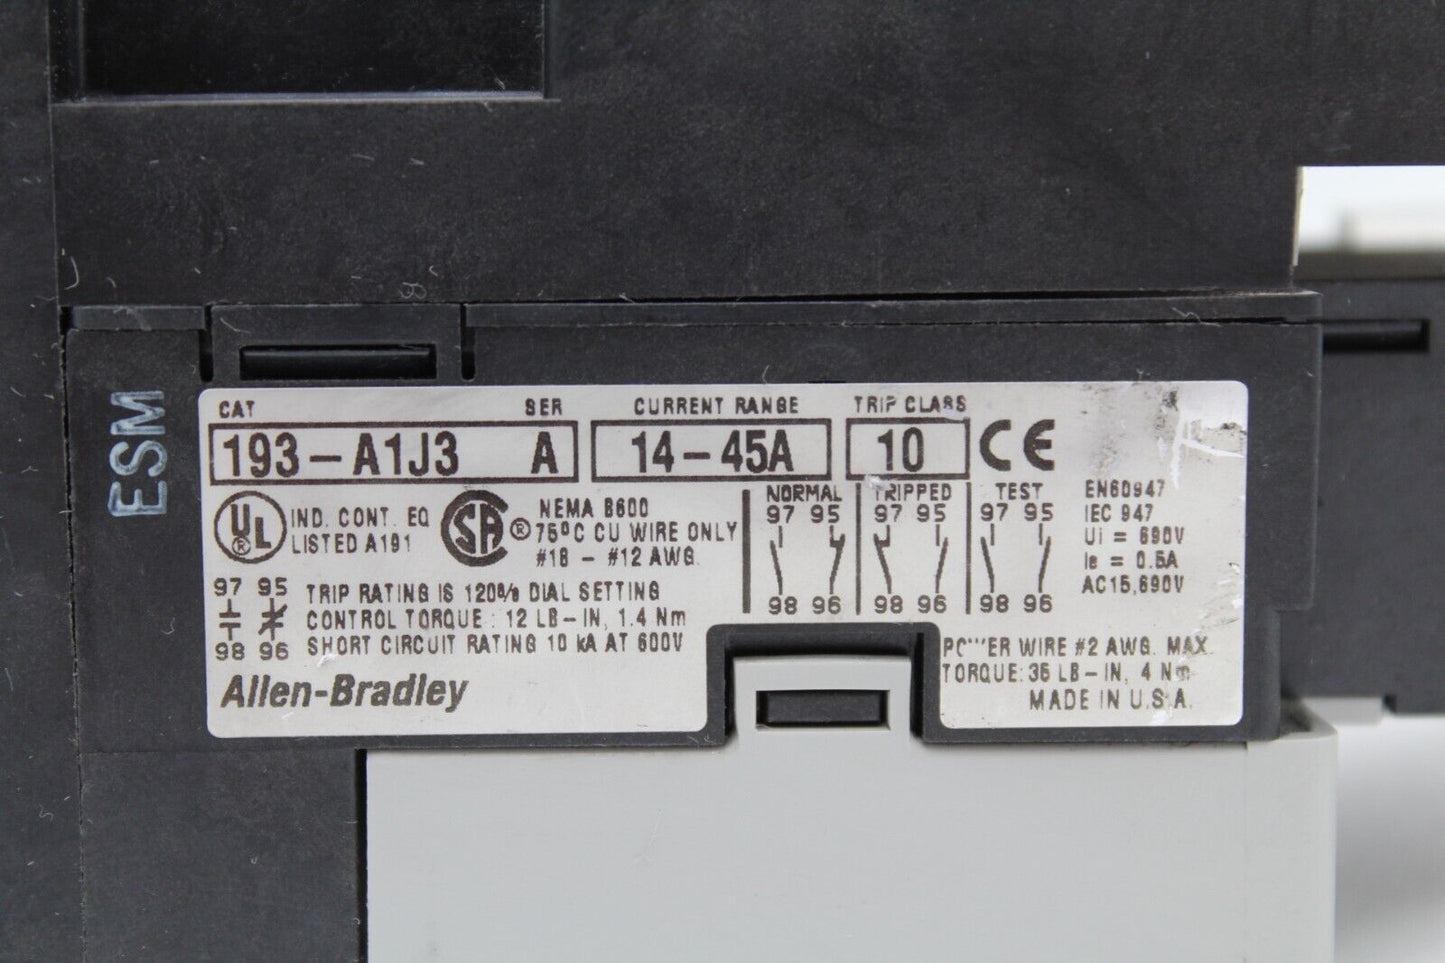 ESM
CAT SER CURRENT RANGE TRIP CLASS
193-A1J3 A 14-45A 10 CE
UL ® IND. CONT. EQ
LISTED A191
SA ® NEMA B600
75°C CU WIRE ONLY
#18 - #12 AWG.
97 95
98 96
TRIP RATING IS 120% DIAL SETTING
CONTROL TORQUE: 12 LB-IN, 1.4 Nm
SHORT CIRCUIT RATING 10 kA AT 600V
Allen-Bradley
NORMAL TRIPPED TEST
97 95 97 95 97 95
98 96 98 96 98 96
EN60947
IEC 947
Ui = 690V
Ie = 0.5A
AC15,690V
WIRE #2 AWG. MAX.
TORQUE: 35 LB-IN, 4 Nm
MADE IN U.S.A.